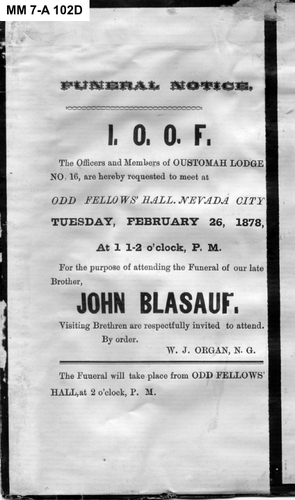 MM 7-A 102D
FUNERAL NOTICE.
I. O. O. F.
The Officers and Members of OUSTOMAH LODGE
NO. 16, are hereby requested to meet at
ODD FELLOWS' HALL. NEVADA CITY
TUESDAY, FEBRUARY 26, 1878,
At 1 1-2 o'clock, P. M.
For the purpose of attending the Funeral of our late
Brother,
JOHN BLASAUF.
Visiting Brethren are respectfully invited to attend.
By order.
W. J. ORGAN, N. G.
The Funeral will take place from ODD FELLOWS'
HALL, at 2 o'clock, P. M.